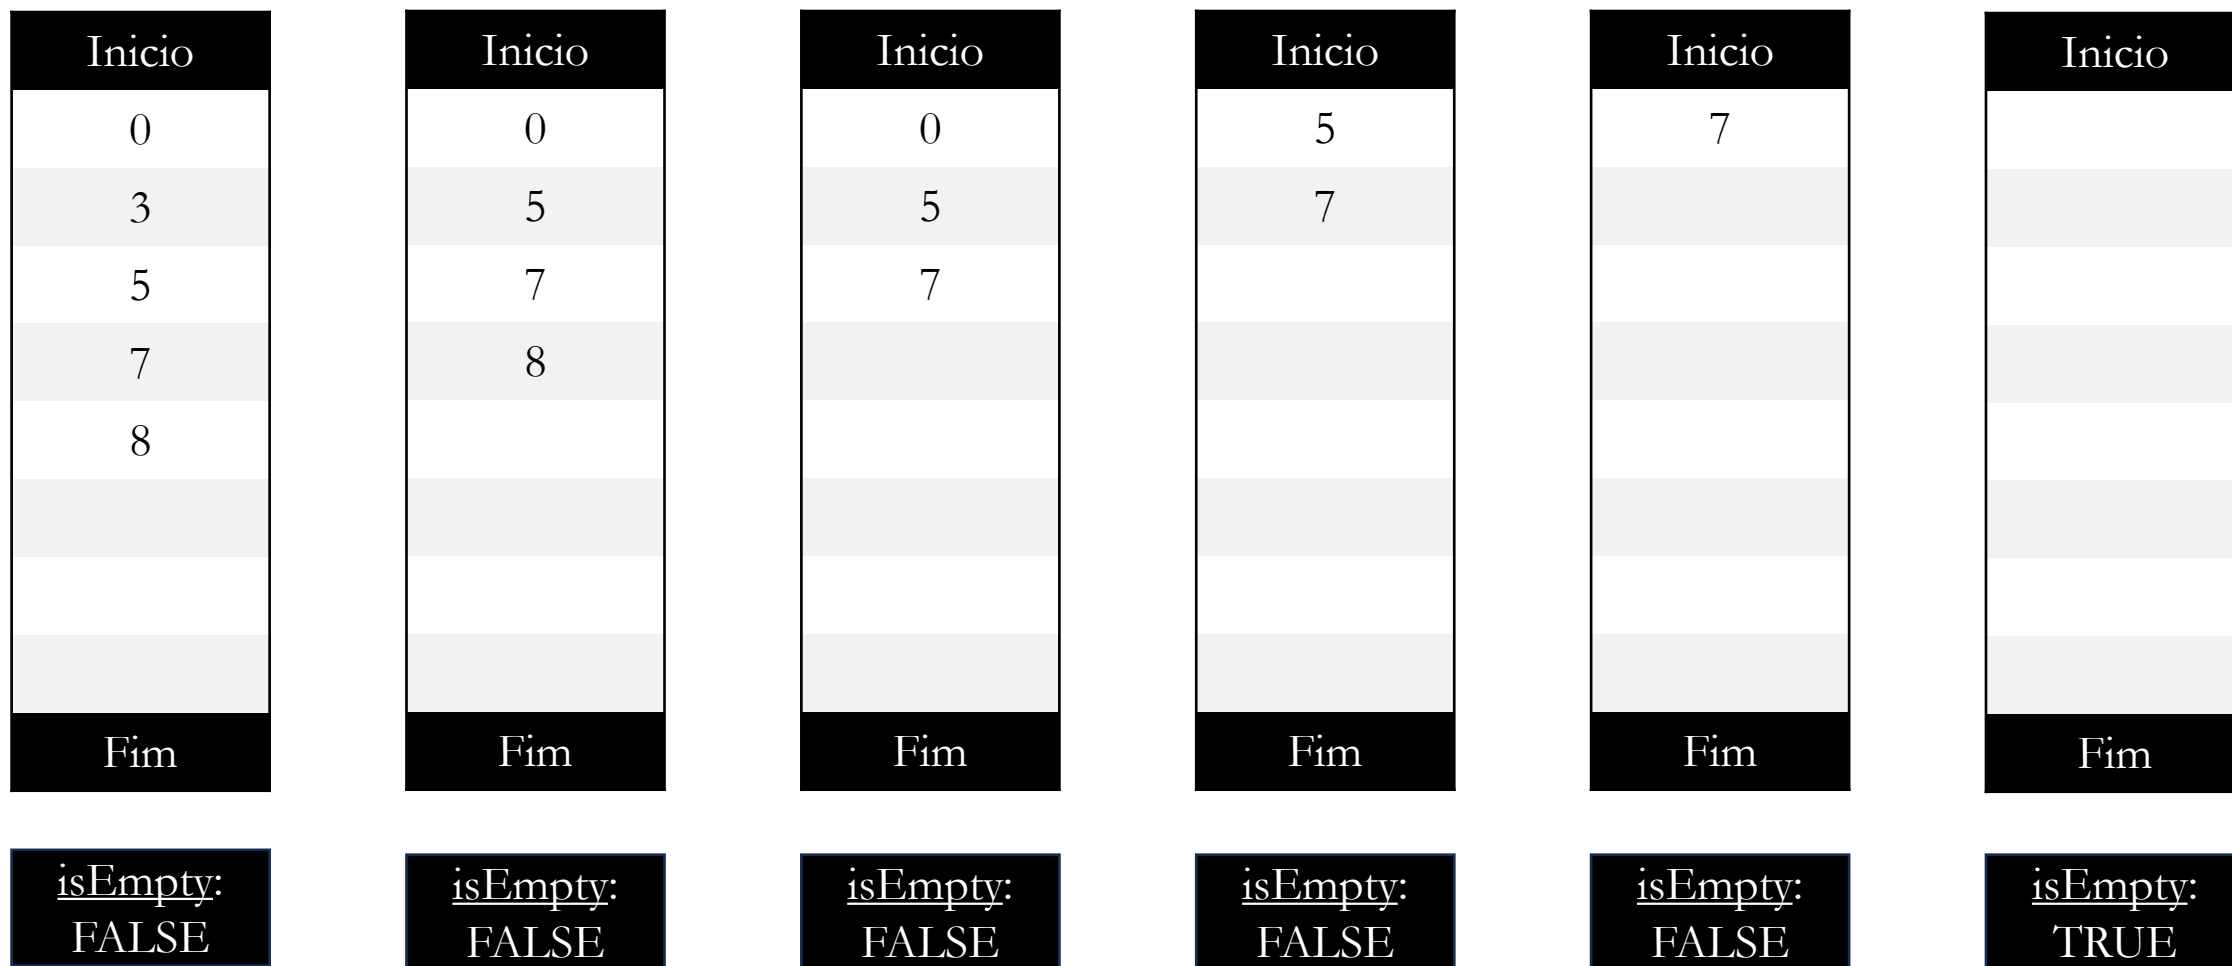 Inicio
0
3
5
7
8
Fim
isEmpty:
FALSE
Inicio
0
5
7
8
Fim
isEmpty:
FALSE
Inicio
0
5
7
Fim
isEmpty:
FALSE
Inicio
5
7
Fim
isEmpty:
FALSE
Inicio
7
Fim
isEmpty:
FALSE
Inicio
Fim
isEmpty:
TRUE